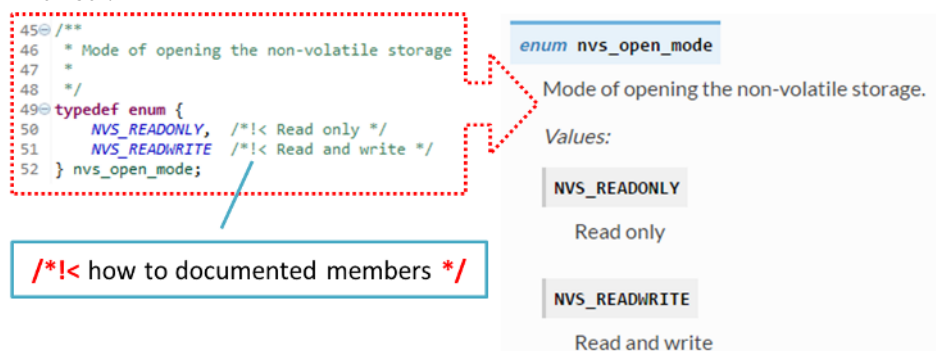 45 /**
46  * Mode of opening the non-volatile storage
47  *
48  */
49 typedef enum {
50     NVS_READONLY,  /*!< Read only */
51     NVS_READWRITE  /*!< Read and write */
52 } nvs_open_mode;
/*!< how to documented members */
enum nvs_open_mode
Mode of opening the non-volatile storage.
Values:
NVS_READONLY
Read only
NVS_READWRITE
Read and write